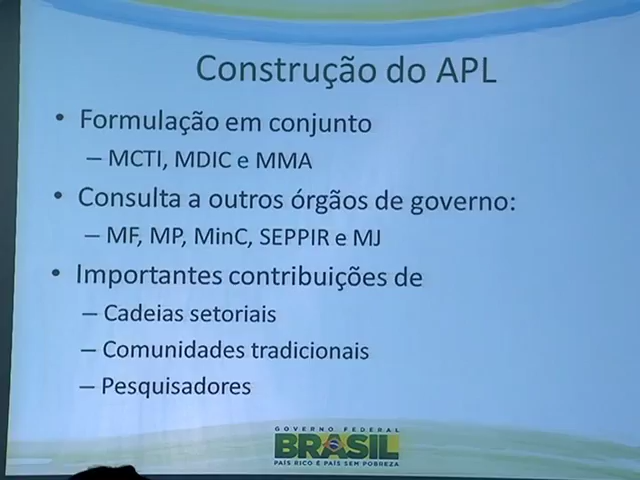 Construção do APL
• Formulação em conjunto
– MCTI, MDIC e MMA
• Consulta a outros órgãos de governo:
– MF, MP, MinC, SEPPIR e MJ
• Importantes contribuições de
– Cadeias setoriais
– Comunidades tradicionais
– Pesquisadores
GOVERNO FEDERAL
BRASIL
PAÍS RICO É PAÍS SEM POBREZA